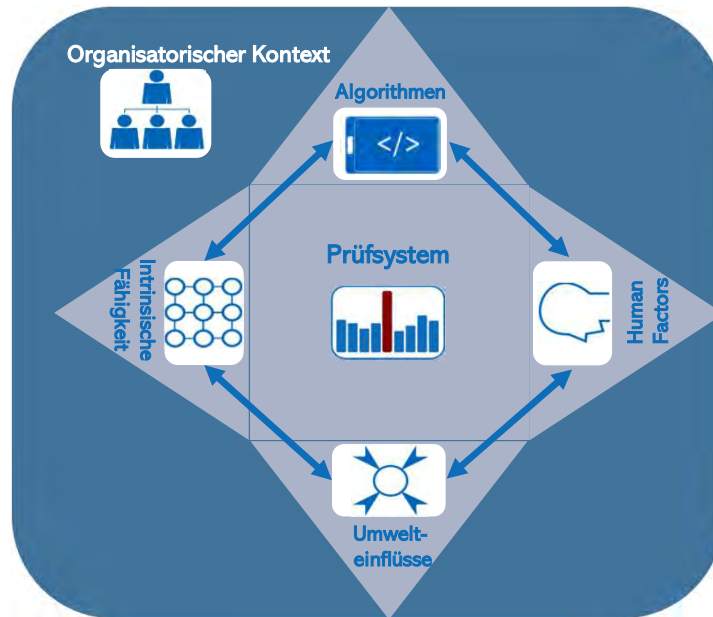 Organisatorischer Kontext
Algorithmen
</>
Intrinsische
Fähigkeit
Prüfsystem
Human
Factors
Umwelt-
einflüsse